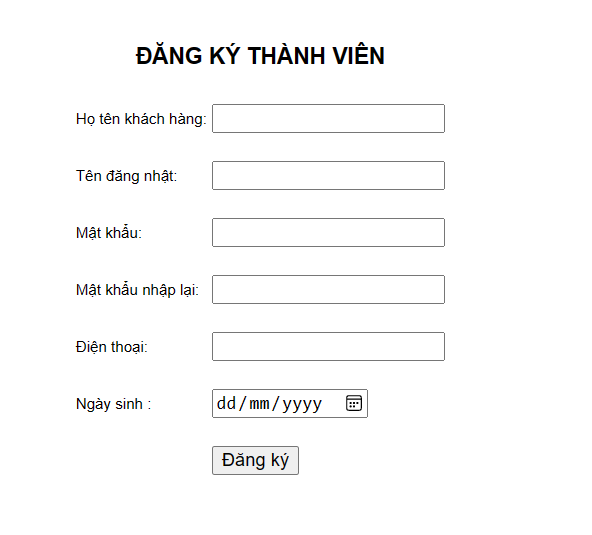 ĐĂNG KÝ THÀNH VIÊN
Họ tên khách hàng:
Tên đăng nhật:
Mật khẩu:
Mật khẩu nhập lại:
Điện thoại:
Ngày sinh : dd/mm/yyyy
Đăng ký